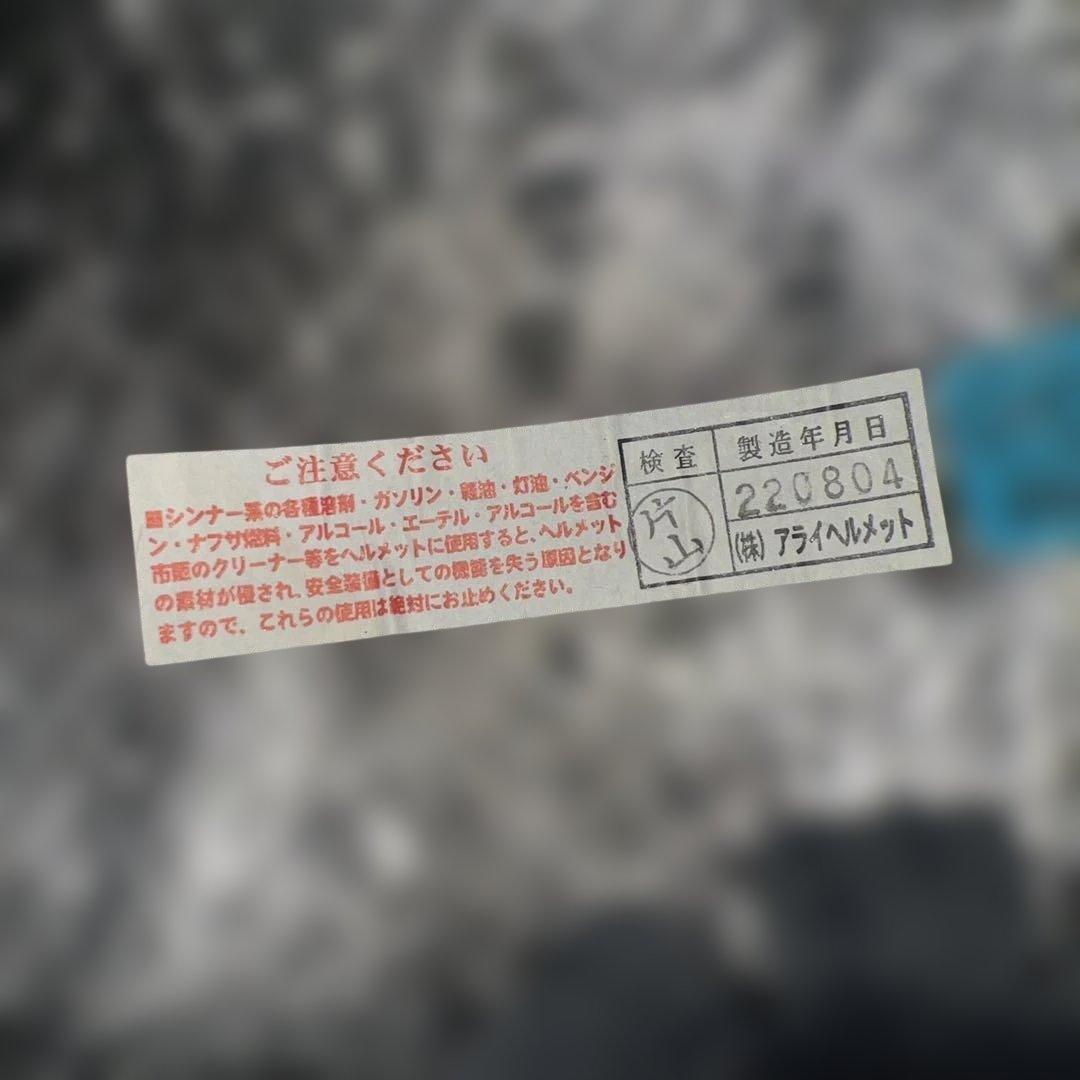 ご注意ください
■シンナー系の各種溶剤・ガソリン・軽油・灯油・ベンジ
ン・ナフサ燃料・アルコール・エーテル・アルコールを含む
市販のクリーナー等をヘルメットに使用すると、ヘルメット
の素材が侵され、安全装備としての機能を失う原因となり
ますので、これらの使用は絶対にお止めください。
検査
片山
製造年月日
220804
(株)アライヘルメット